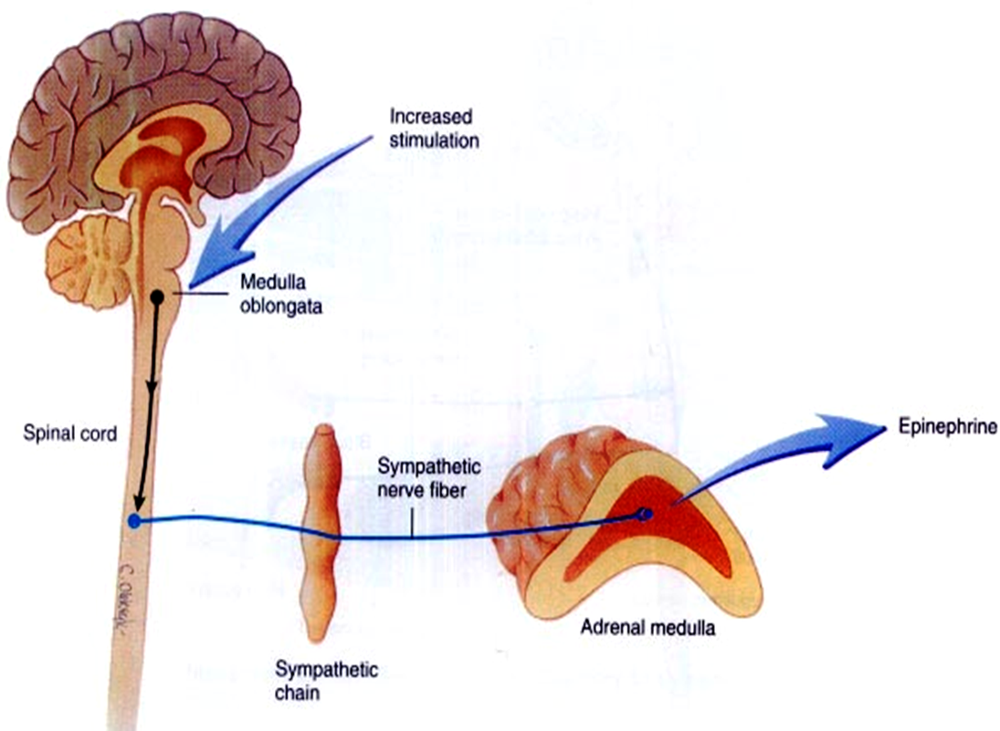 Increased
stimulation
Medulla
oblongata
Spinal cord
Sympathetic
nerve fiber
Epinephrine
Adrenal medulla
Sympathetic
chain